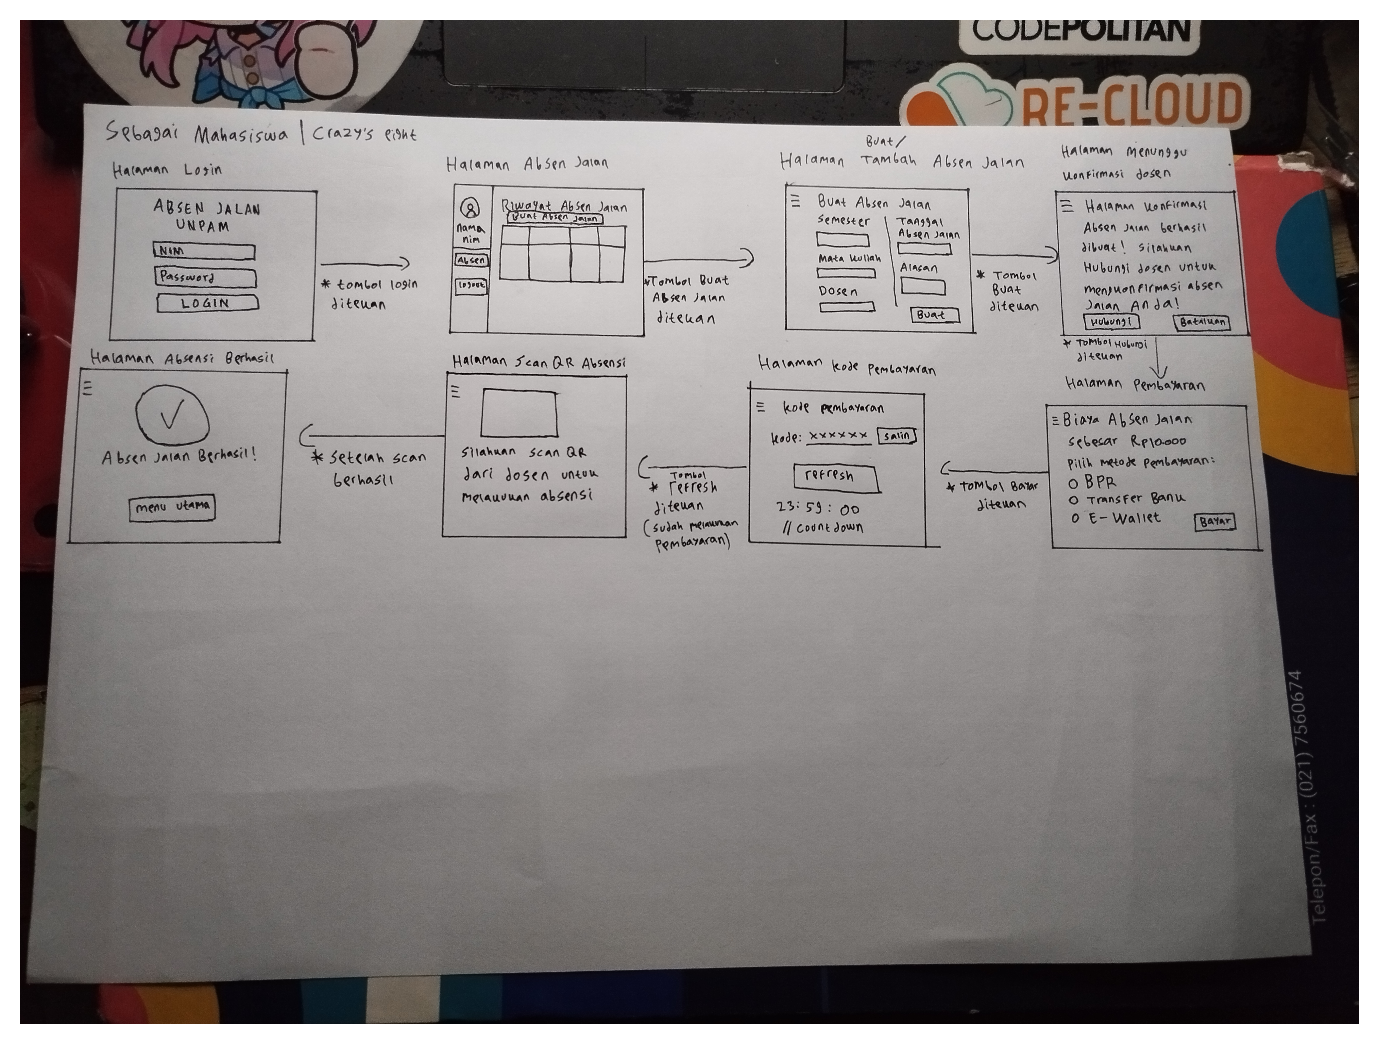 CODEPOLITAN
RE-CLOUD
Sebagai Mahasiswa | Crazy's eight
Halaman Login
ABSEN JALAN
UNPAM
NIM
Password
LOGIN
* tombol login
ditekan
Halaman Absen Jalan
nama
nim
Absen
logout
Riwayat Absen Jalan
Buat Absen Jalan
*Tombol Buat
Absen Jalan
ditekan
Buat/
Halaman Tambah Absen Jalan
Buat Absen Jalan
Semester
Mata Kuliah
Dosen
Tanggal
Absen Jalan
Alasan
Buat
* Tombol
Buat
ditekan
Halaman Menunggu
Konfirmasi dosen
Halaman Konfirmasi
Absen Jalan berhasil
dibuat! Silahkan
Hubungi dosen untuk
mengkonfirmasi absen
Jalan Anda!
Hubungi
Batalkan
* Tombol Hubungi
ditekan
Halaman Pembayaran
Biaya Absen Jalan
sebesar Rp10.000
Pilih metode Pembayaran:
BPR
Transfer Bank
E-Wallet
Bayar
* Tombol Bayar
ditekan
Halaman Kode Pembayaran
Kode Pembayaran
Kode: xxxxxx
Salin
refresh
23:59:00
// Countdown
Tombol
* refresh
ditekan
(sudah melakukan
Pembayaran)
Halaman Scan QR Absensi
Silahkan scan QR
dari dosen untuk
melakukan absensi
* Setelah scan
berhasil
Halaman Absensi Berhasil
Absen Jalan Berhasil!
menu utama
Telepon/Fax : (021) 7560674